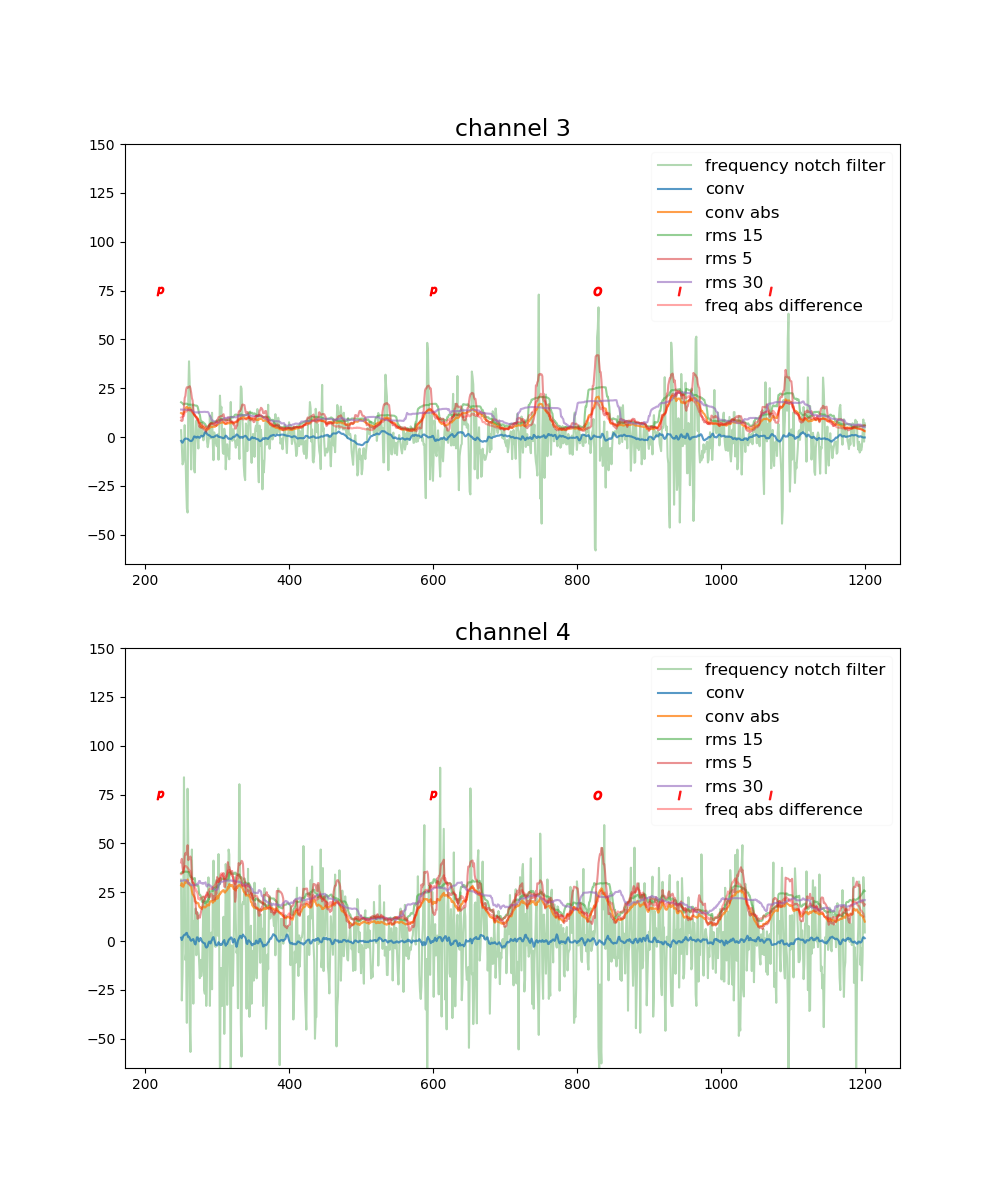 channel 3
150
125
100
75
50
25
0
−25
−50
frequency notch filter
conv
conv abs
rms 15
rms 5
rms 30
freq abs difference
P P O I I
200 400 600 800 1000 1200
channel 4
150
125
100
75
50
25
0
−25
−50
frequency notch filter
conv
conv abs
rms 15
rms 5
rms 30
freq abs difference
P P O I I
200 400 600 800 1000 1200